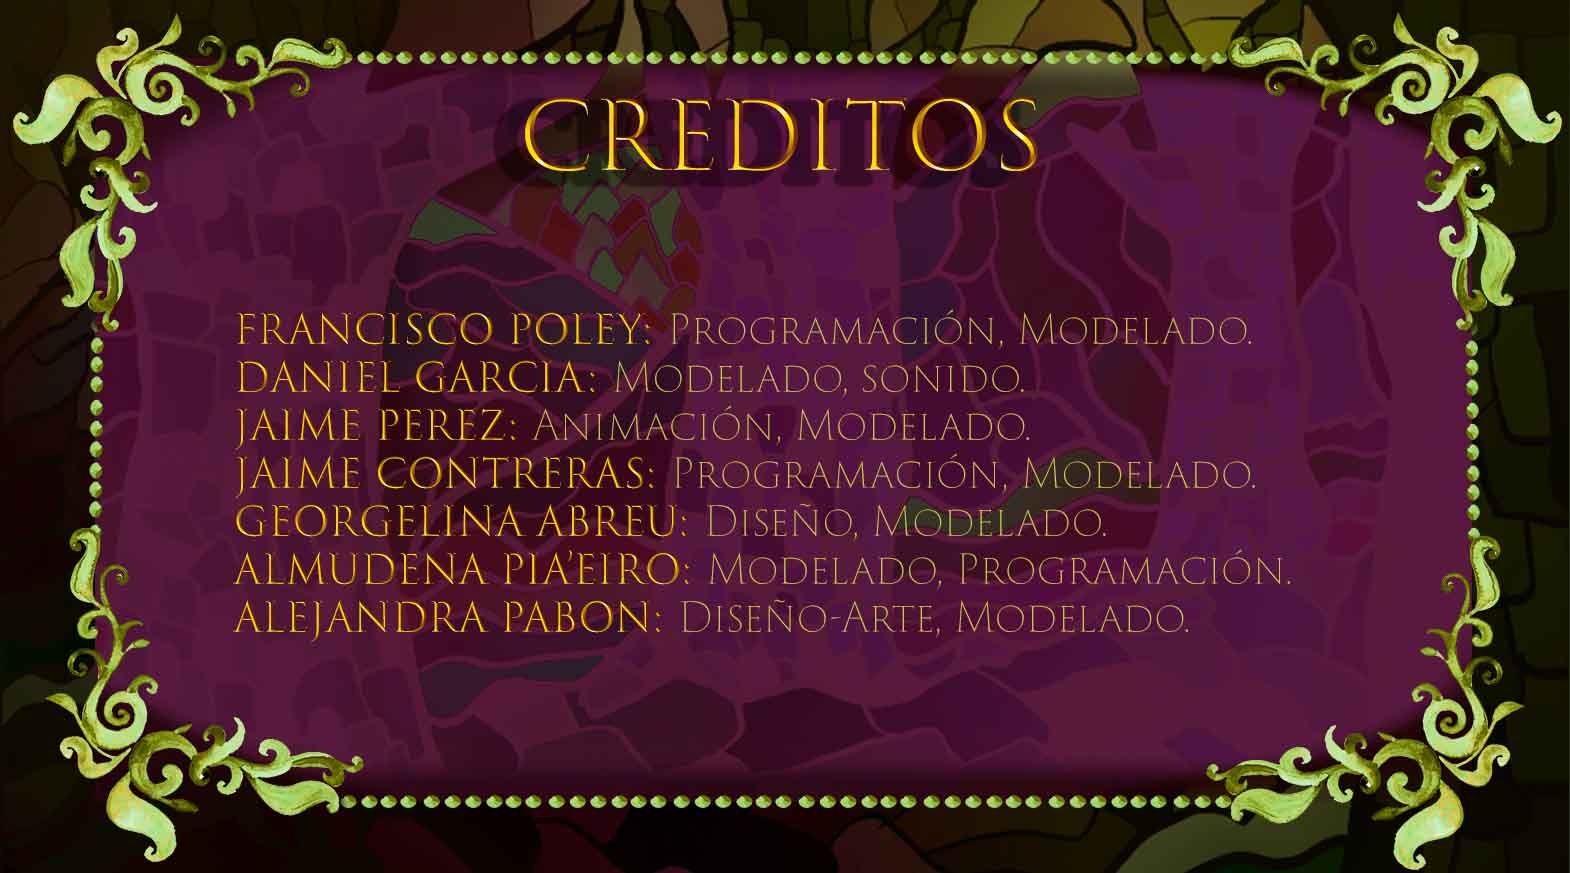 CREDITOS
FRANCISCO POLEY: Programación, Modelado.
DANIEL GARCIA: Modelado, sonido.
JAIME PEREZ: Animación, Modelado.
JAIME CONTRERAS: Programación, Modelado.
GEORGELINA ABREU: Diseño, Modelado.
ALMUDENA PIA’EIRO: Modelado, Programación.
ALEJANDRA PABON: Diseño-Arte, Modelado.